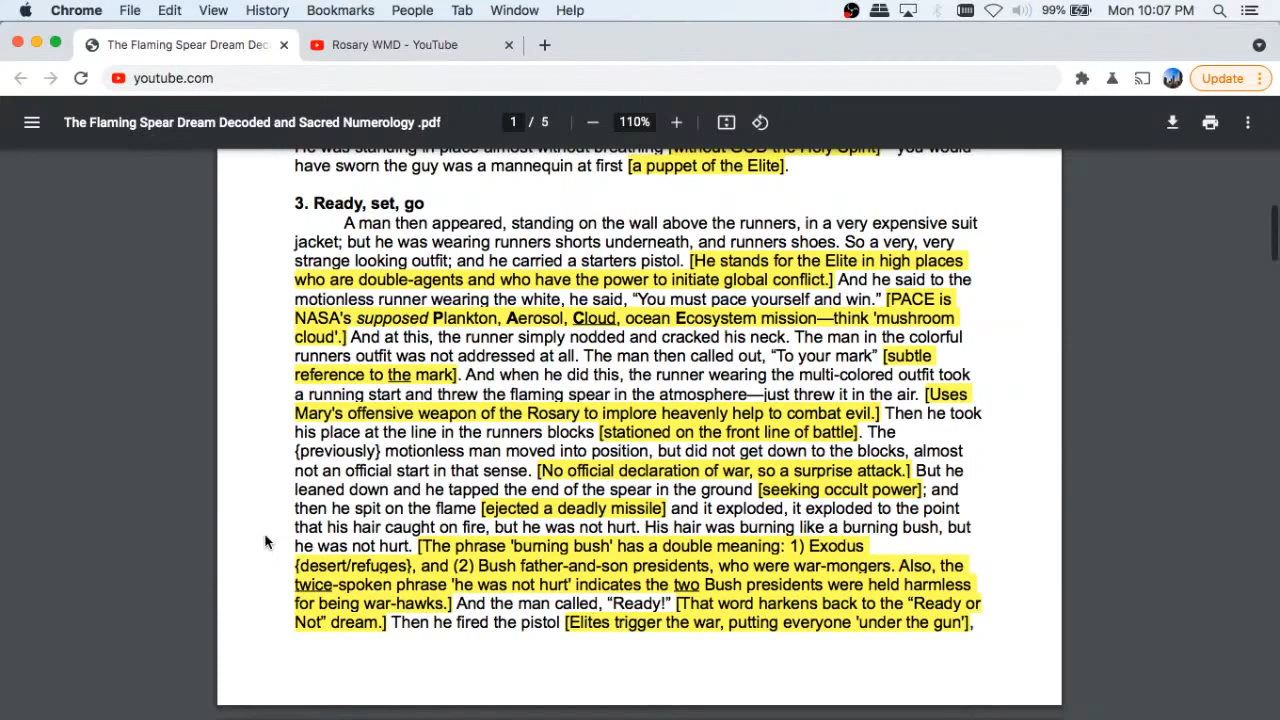 Chrome File Edit View History Bookmarks People Tab Window Help 99% Mon 10:07 PM
The Flaming Spear Dream Dec Rosary WMD - YouTube
youtube.com Update
The Flaming Spear Dream Decoded and Sacred Numerology .pdf 1 / 5 110%
He was standing in place almost without breathing [without GOD the Holy Spirit] you would
have sworn the guy was a mannequin at first [a puppet of the Elite].
3. Ready, set, go
A man then appeared, standing on the wall above the runners, in a very expensive suit
jacket; but he was wearing runners shorts underneath, and runners shoes. So a very, very
strange looking outfit; and he carried a starters pistol. [He stands for the Elite in high places
who are double-agents and who have the power to initiate global conflict.] And he said to the
motionless runner wearing the white, he said, “You must pace yourself and win.” [PACE is
NASA's supposed Plankton, Aerosol, Cloud, ocean Ecosystem mission—think 'mushroom
cloud'.] And at this, the runner simply nodded and cracked his neck. The man in the colorful
runners outfit was not addressed at all. The man then called out, “To your mark” [subtle
reference to the mark]. And when he did this, the runner wearing the multi-colored outfit took
a running start and threw the flaming spear in the atmosphere—just threw it in the air. [Uses
Mary's offensive weapon of the Rosary to implore heavenly help to combat evil.] Then he took
his place at the line in the runners blocks [stationed on the front line of battle]. The
{previously} motionless man moved into position, but did not get down to the blocks, almost
not an official start in that sense. [No official declaration of war, so a surprise attack.] But he
leaned down and he tapped the end of the spear in the ground [seeking occult power]; and
then he spit on the flame [ejected a deadly missile] and it exploded, it exploded to the point
that his hair caught on fire, but he was not hurt. His hair was burning like a burning bush, but
he was not hurt. [The phrase 'burning bush' has a double meaning: 1) Exodus
{desert/refuges}, and (2) Bush father-and-son presidents, who were war-mongers. Also, the
twice-spoken phrase 'he was not hurt' indicates the two Bush presidents were held harmless
for being war-hawks.] And the man called, “Ready!” [That word harkens back to the “Ready or
Not” dream.] Then he fired the pistol [Elites trigger the war, putting everyone 'under the gun'],